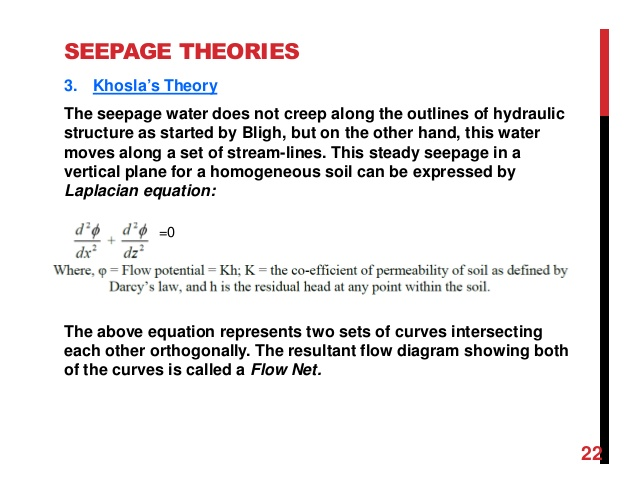 SEEPAGE THEORIES
3. Khosla's Theory
The seepage water does not creep along the outlines of hydraulic
structure as started by Bligh, but on the other hand, this water
moves along a set of stream-lines. This steady seepage in a
vertical plane for a homogeneous soil can be expressed by
Laplacian equation:
d²ϕ/dx² + d²ϕ/dz² =0
Where, φ = Flow potential = Kh; K = the co-efficient of permeability of soil as defined by
Darcy's law, and h is the residual head at any point within the soil.
The above equation represents two sets of curves intersecting
each other orthogonally. The resultant flow diagram showing both
of the curves is called a Flow Net.
22